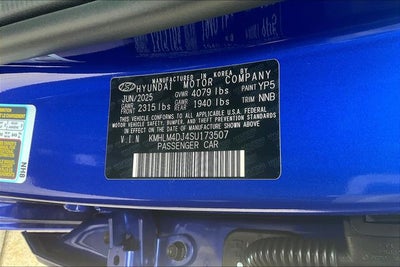 MANUFACTURED IN KOREA BY
HYUNDAI MOTOR COMPANY
JUN/2025 GVWR 4079 lbs PAINT YP5
GAWR FRONT 2315 lbs GAWR REAR 1940 lbs TRIM NNB
THIS VEHICLE CONFORMS TO ALL APPLICABLE U.S. FEDERAL
MOTOR VEHICLE SAFETY, BUMPER, AND THEFT PREVENTION STANDARDS
IN EFFECT ON THE DATE OF MANUFACTURE SHOWN ABOVE.
V I N KMHLM4DJ4SU173507
PASSENGER CAR
NH8